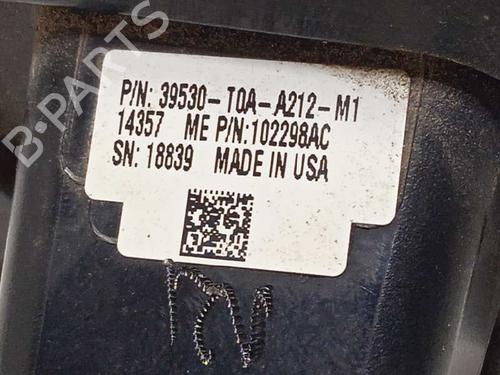 P/N: 39530-T0A-A212-M1
14357 ME P/N:102298AC
SN: 18839 MADE IN USA
B-PARTS